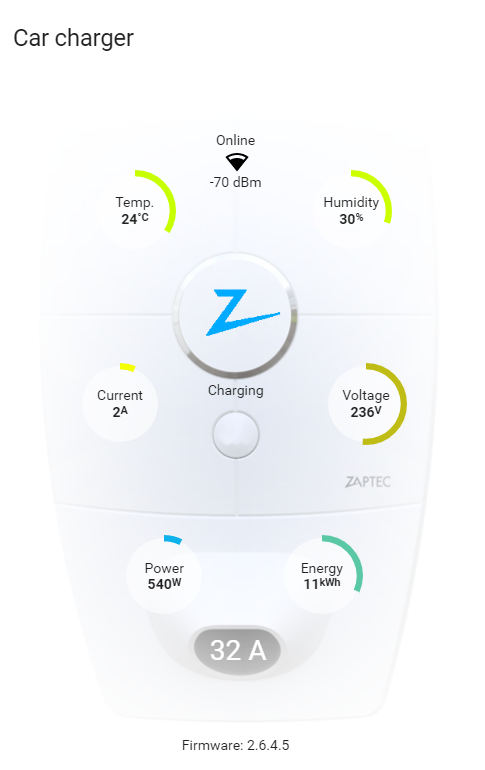 Car charger
Online
-70 dBm
Temp.
24°C
Humidity
30%
Charging
Current
2A
Voltage
236V
ZAPTEC
Power
540W
Energy
11kWh
32 A
Firmware: 2.6.4.5